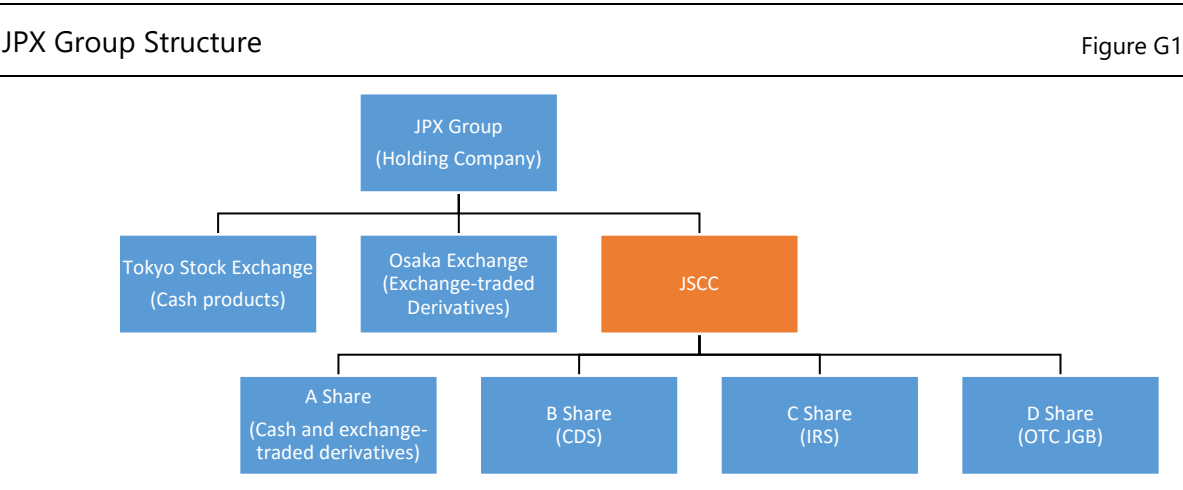 JPX Group Structure
Figure G1
JPX Group
(Holding Company)
Tokyo Stock Exchange
(Cash products)
Osaka Exchange
(Exchange-traded
Derivatives)
JSCC
A Share
(Cash and exchange-
traded derivatives)
B Share
(CDS)
C Share
(IRS)
D Share
(OTC JGB)